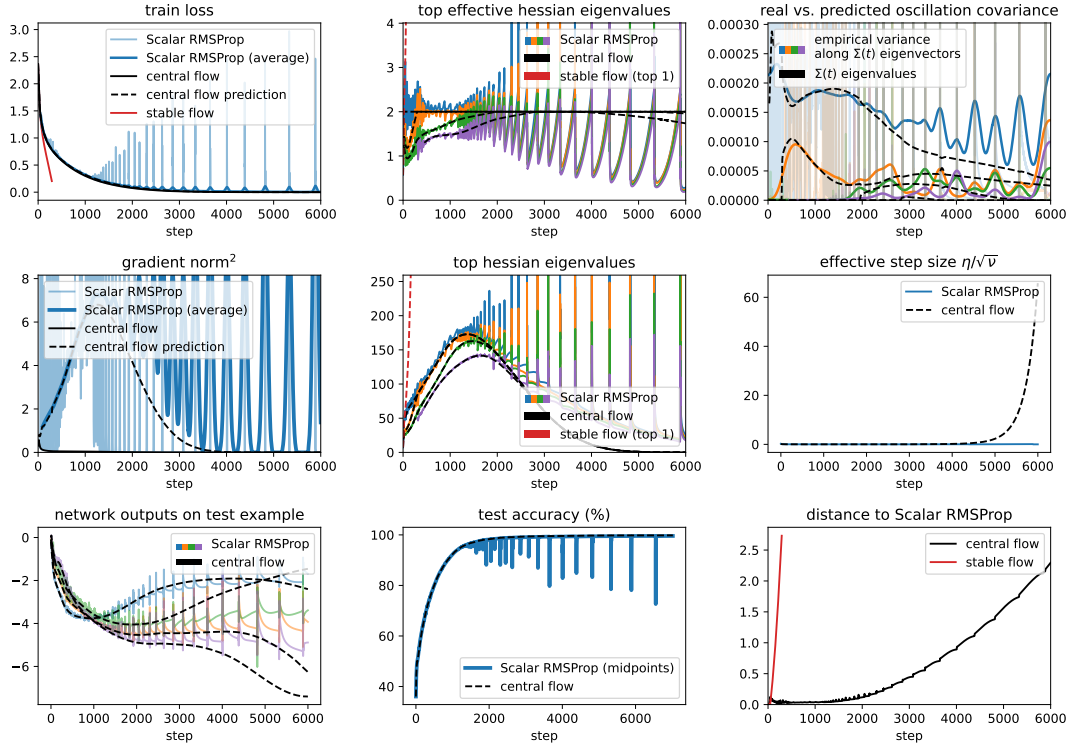 train loss
3.0
2.5
2.0
1.5
1.0
0.5
0.0
Scalar RMSProp
Scalar RMSProp (average)
central flow
central flow prediction
stable flow
0 1000 2000 3000 4000 5000 6000
step
top effective hessian eigenvalues
4
3
2
1
0
Scalar RMSProp
central flow
stable flow (top 1)
0 1000 2000 3000 4000 5000 6000
step
real vs. predicted oscillation covariance
0.00030
0.00025
0.00020
0.00015
0.00010
0.00005
0.00000
empirical variance
along Σ(t) eigenvectors
Σ(t) eigenvalues
0 1000 2000 3000 4000 5000 6000
step
gradient norm²
8
6
4
2
0
Scalar RMSProp
Scalar RMSProp (average)
central flow
central flow prediction
0 1000 2000 3000 4000 5000 6000
step
top hessian eigenvalues
250
200
150
100
50
0
Scalar RMSProp
central flow
stable flow (top 1)
0 1000 2000 3000 4000 5000 6000
step
effective step size η/√ν
60
40
20
0
Scalar RMSProp
central flow
0 1000 2000 3000 4000 5000 6000
step
network outputs on test example
0
−2
−4
−6
Scalar RMSProp
central flow
0 1000 2000 3000 4000 5000 6000
step
test accuracy (%)
100
80
60
40
Scalar RMSProp (midpoints)
central flow
0 2000 4000 6000
step
distance to Scalar RMSProp
2.5
2.0
1.5
1.0
0.5
0.0
central flow
stable flow
0 1000 2000 3000 4000 5000 6000
step